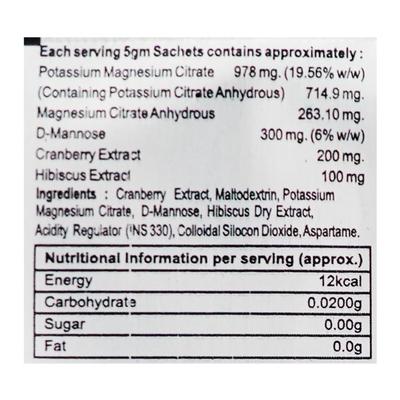 Each serving 5gm Sachets contains approximately :
Potassium Magnesium Citrate 978 mg. (19.56% w/w)
(Containing Potassium Citrate Anhydrous) 714.9 mg.
Magnesium Citrate Anhydrous 263.10 mg.
D-Mannose 300 mg. (6% w/w)
Cranberry Extract 200 mg.
Hibiscus Extract 100 mg
Ingredients : Cranberry Extract, Maltodextrin, Potassium
Magnesium Citrate, D-Mannose, Hibiscus Dry Extract,
Acidity Regulator (INS 330), Colloidal Silocon Dioxide, Aspartame.
Nutritional Information per serving (approx.)
Energy 12kcal
Carbohydrate 0.0200g
Sugar 0.00g
Fat 0.0g